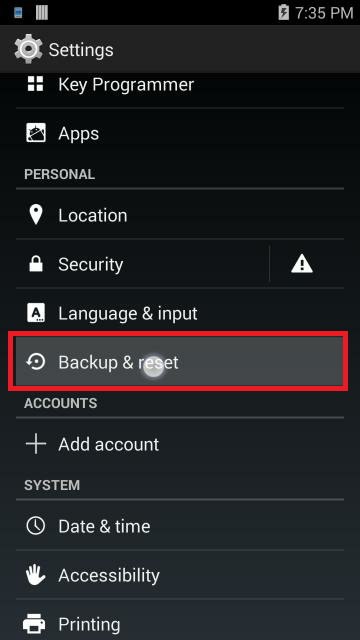 7:35 PM
Settings
Key Programmer
Apps
PERSONAL
Location
Security
Language & input
A
Backup & reset
ACCOUNTS
Add account
SYSTEM
Date & time
Accessibility
Printing